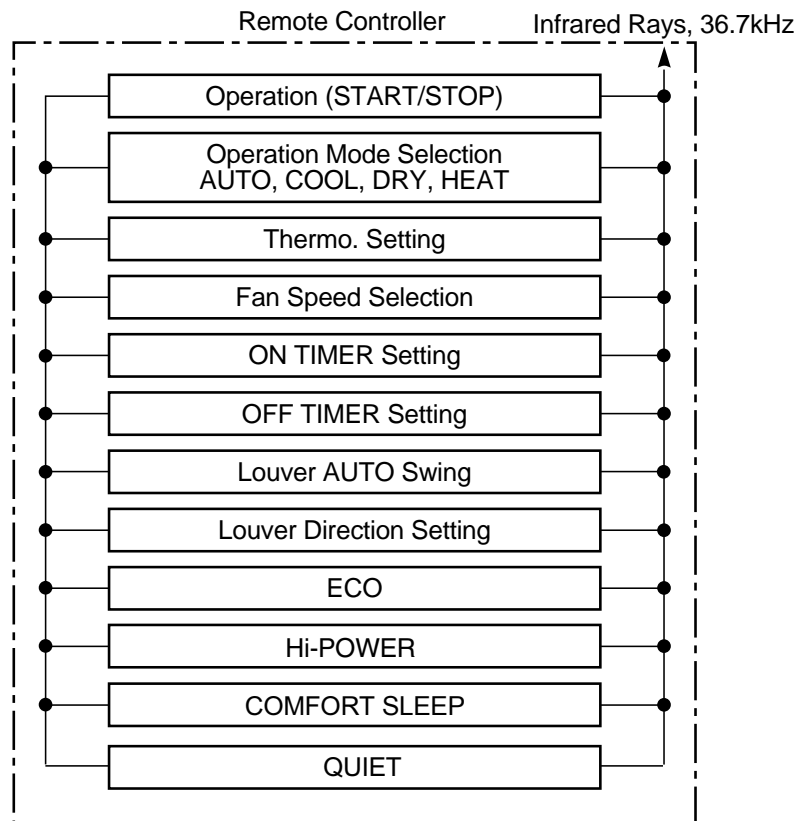 Remote Controller
Infrared Rays, 36.7kHz
Operation (START/STOP)
Operation Mode Selection
AUTO, COOL, DRY, HEAT
Thermo. Setting
Fan Speed Selection
ON TIMER Setting
OFF TIMER Setting
Louver AUTO Swing
Louver Direction Setting
ECO
Hi-POWER
COMFORT SLEEP
QUIET